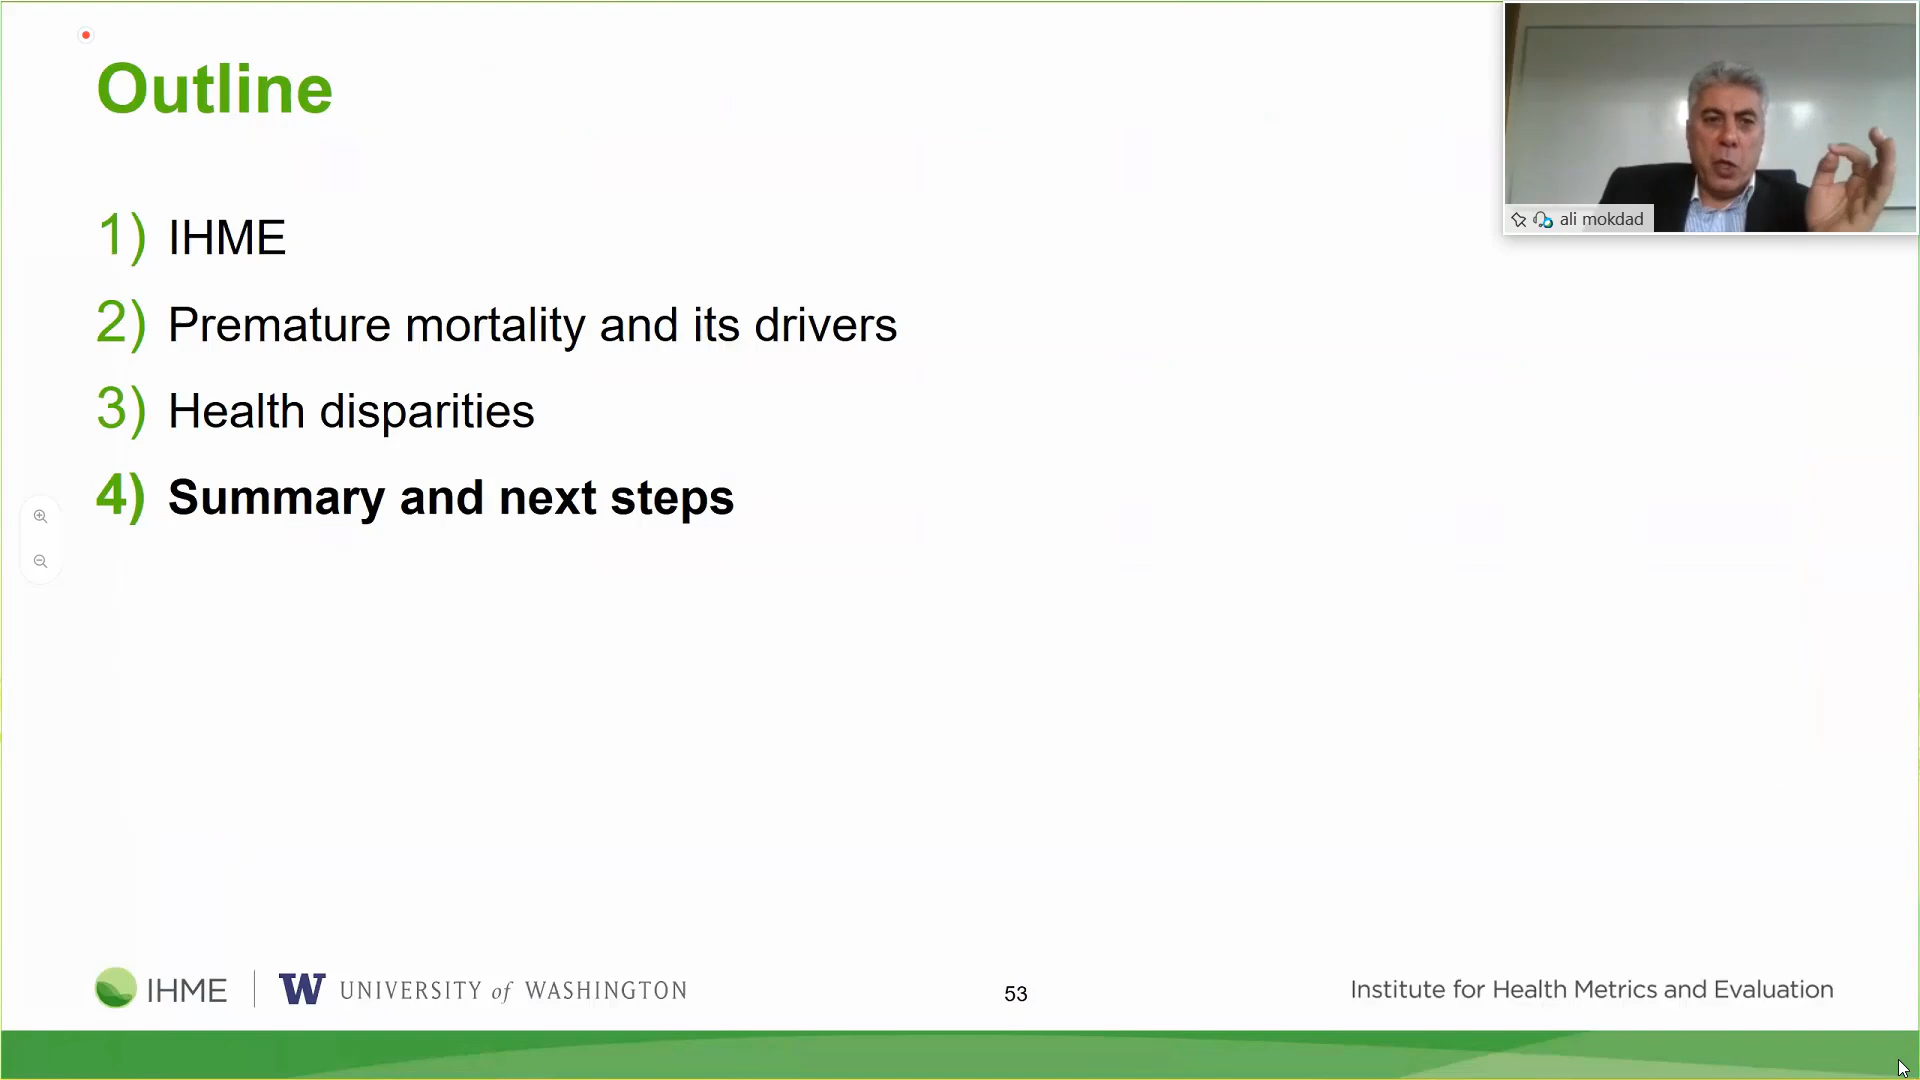 Outline
1) IHME
2) Premature mortality and its drivers
3) Health disparities
4) Summary and next steps
ali mokdad
IHME
W UNIVERSITY of WASHINGTON
53
Institute for Health Metrics and Evaluation